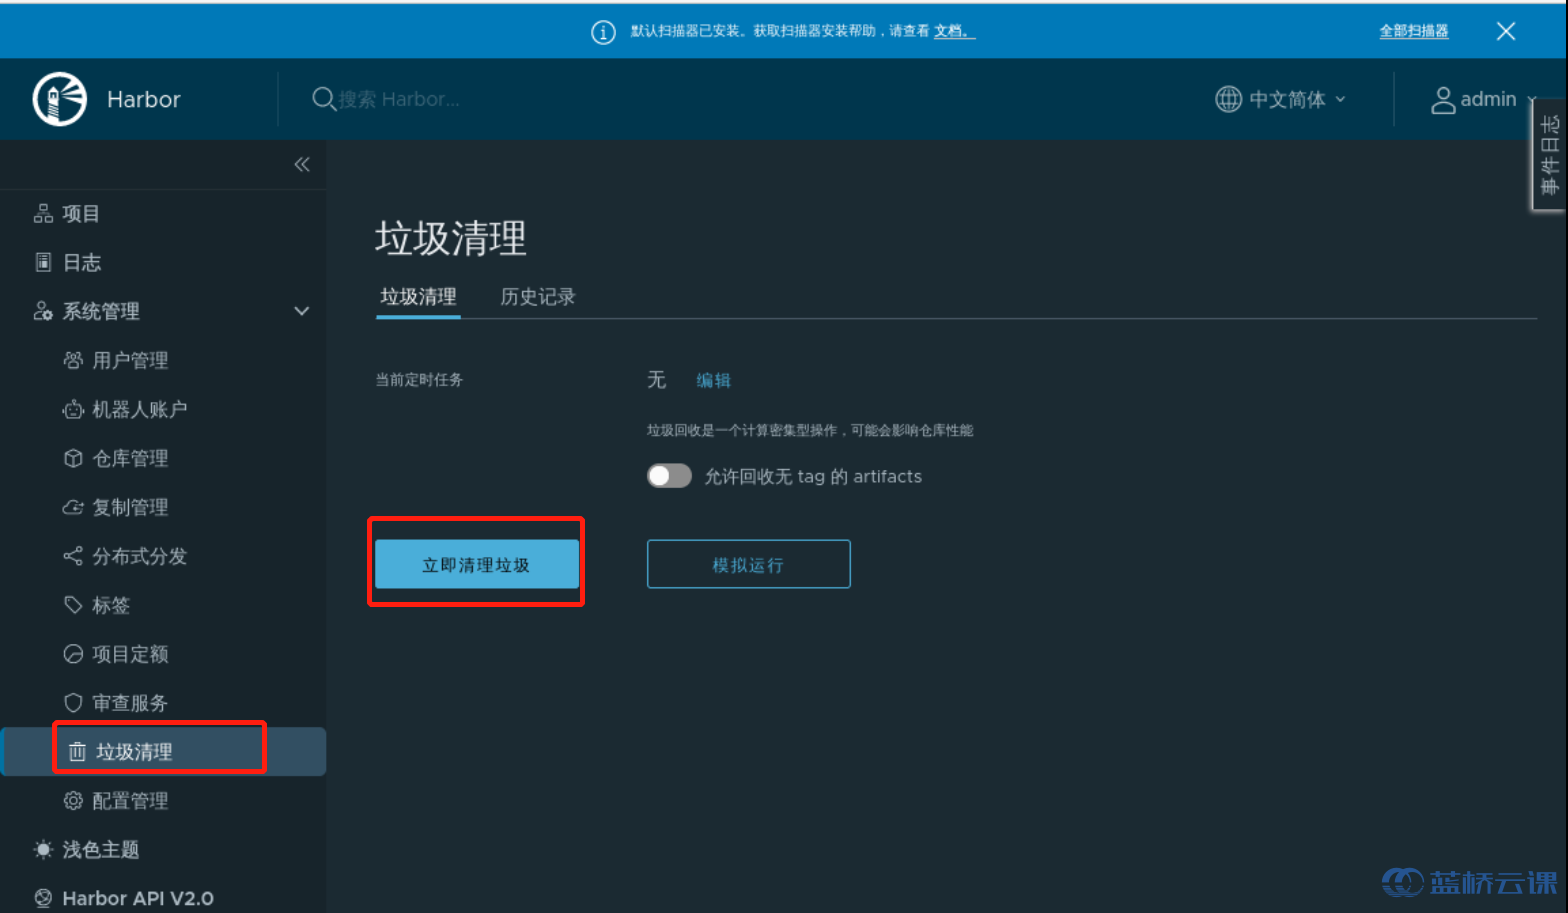 默认扫描器已安装。获取扫描器安装帮助，请查看 文档。
全部扫描器
Harbor
搜索 Harbor...
中文简体
admin
事件日志
项目
日志
系统管理
用户管理
机器人账户
仓库管理
复制管理
分布式分发
标签
项目定额
审查服务
垃圾清理
配置管理
浅色主题
Harbor API V2.0
垃圾清理
垃圾清理 历史记录
当前定时任务 无 编辑
垃圾回收是一个计算密集型操作，可能会影响仓库性能
允许回收无 tag 的 artifacts
立即清理垃圾 模拟运行
蓝桥云课